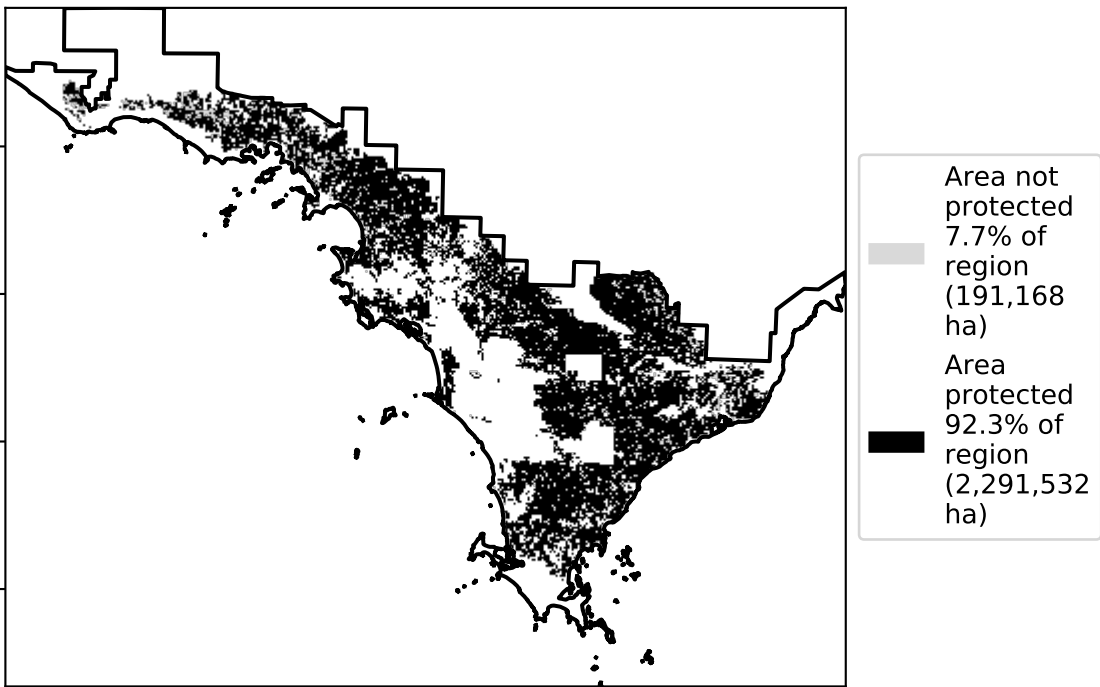 Area not
protected
7.7% of
region
(191,168
ha)
Area
protected
92.3% of
region
(2,291,532
ha)